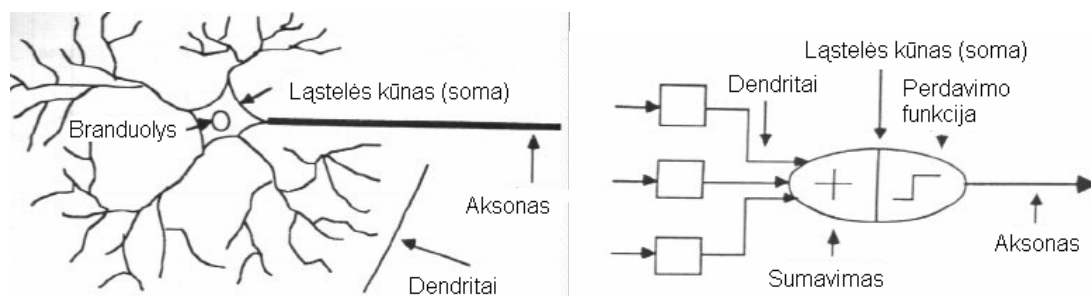 Ląstelės kūnas (soma)
Branduolys
Aksonas
Dendritai
Ląstelės kūnas (soma)
Dendritai
Perdavimo
funkcija
Aksonas
Sumavimas